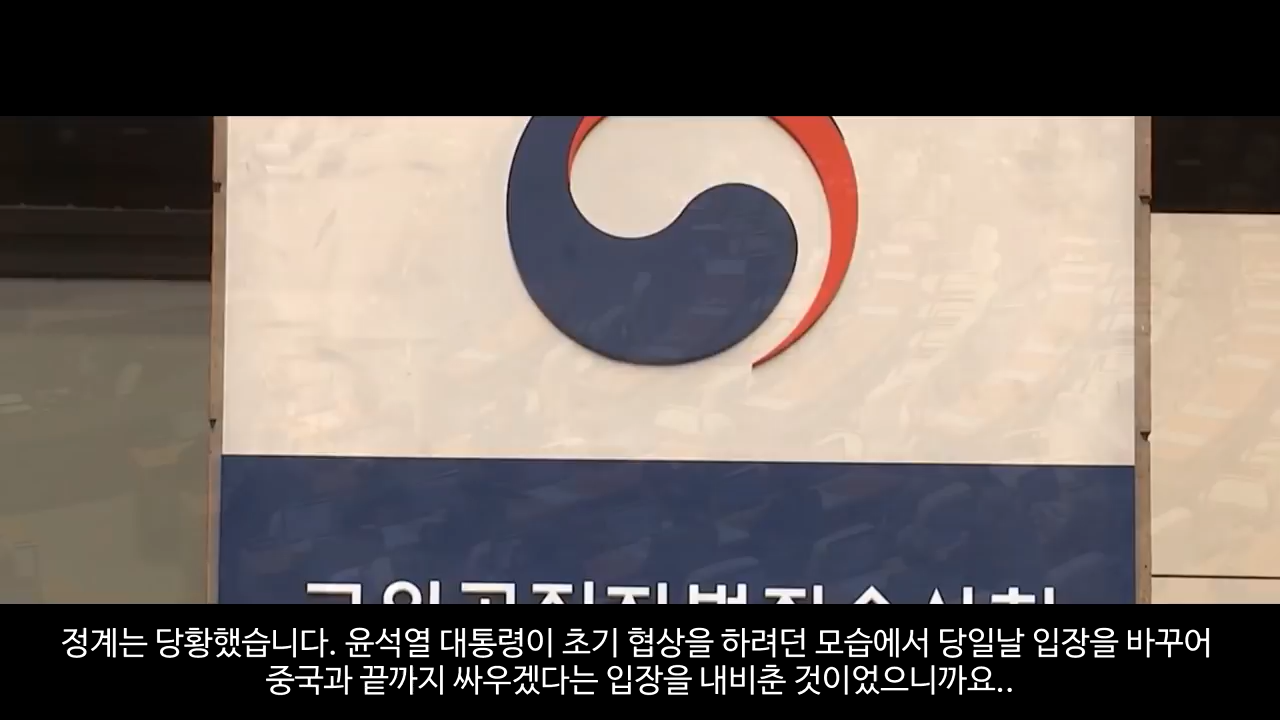 정계는 당황했습니다. 윤석열 대통령이 초기 협상을 하려던 모습에서 당일날 입장을 바꾸어
중국과 끝까지 싸우겠다는 입장을 내비춘 것이었으니까요..